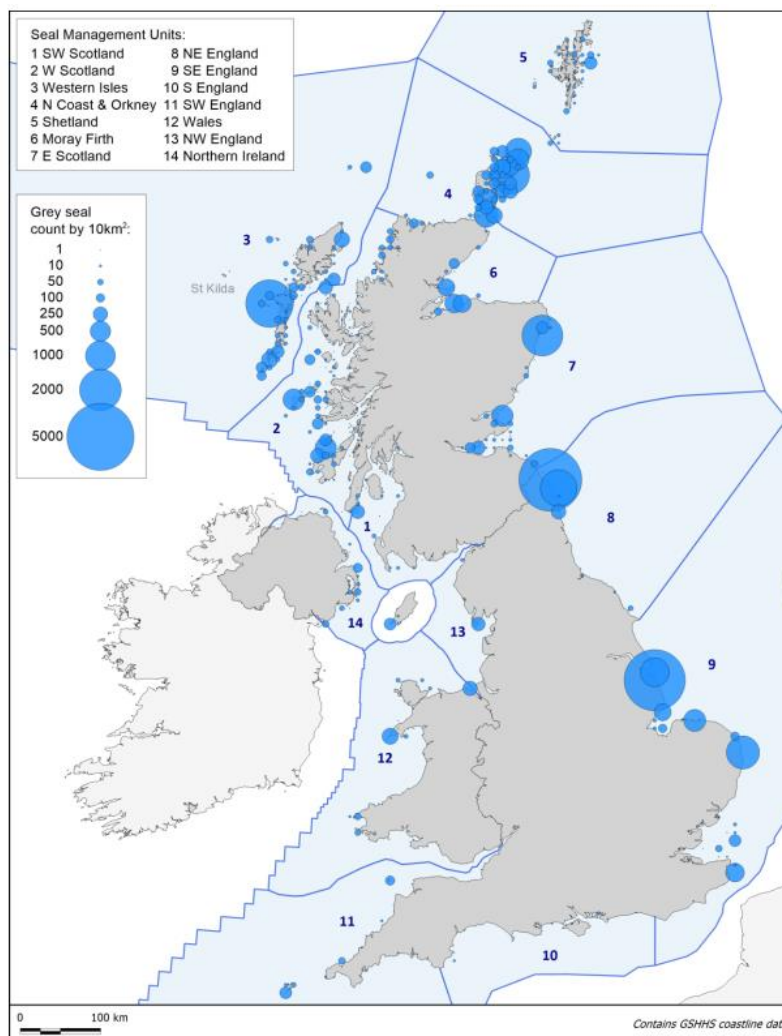 Seal Management Units:
1 SW Scotland 8 NE England
2 W Scotland 9 SE England
3 Western Isles 10 S England
4 N Coast & Orkney 11 SW England
5 Shetland 12 Wales
6 Moray Firth 13 NW England
7 E Scotland 14 Northern Ireland
Grey seal
count by 10km²:
1
10
50
100
250
500
1000
2000
5000
5
4
3
St Kilda
6
7
2
8
1
14
13
9
12
11
10
0 100 km
Contains GSHHS coastline dat